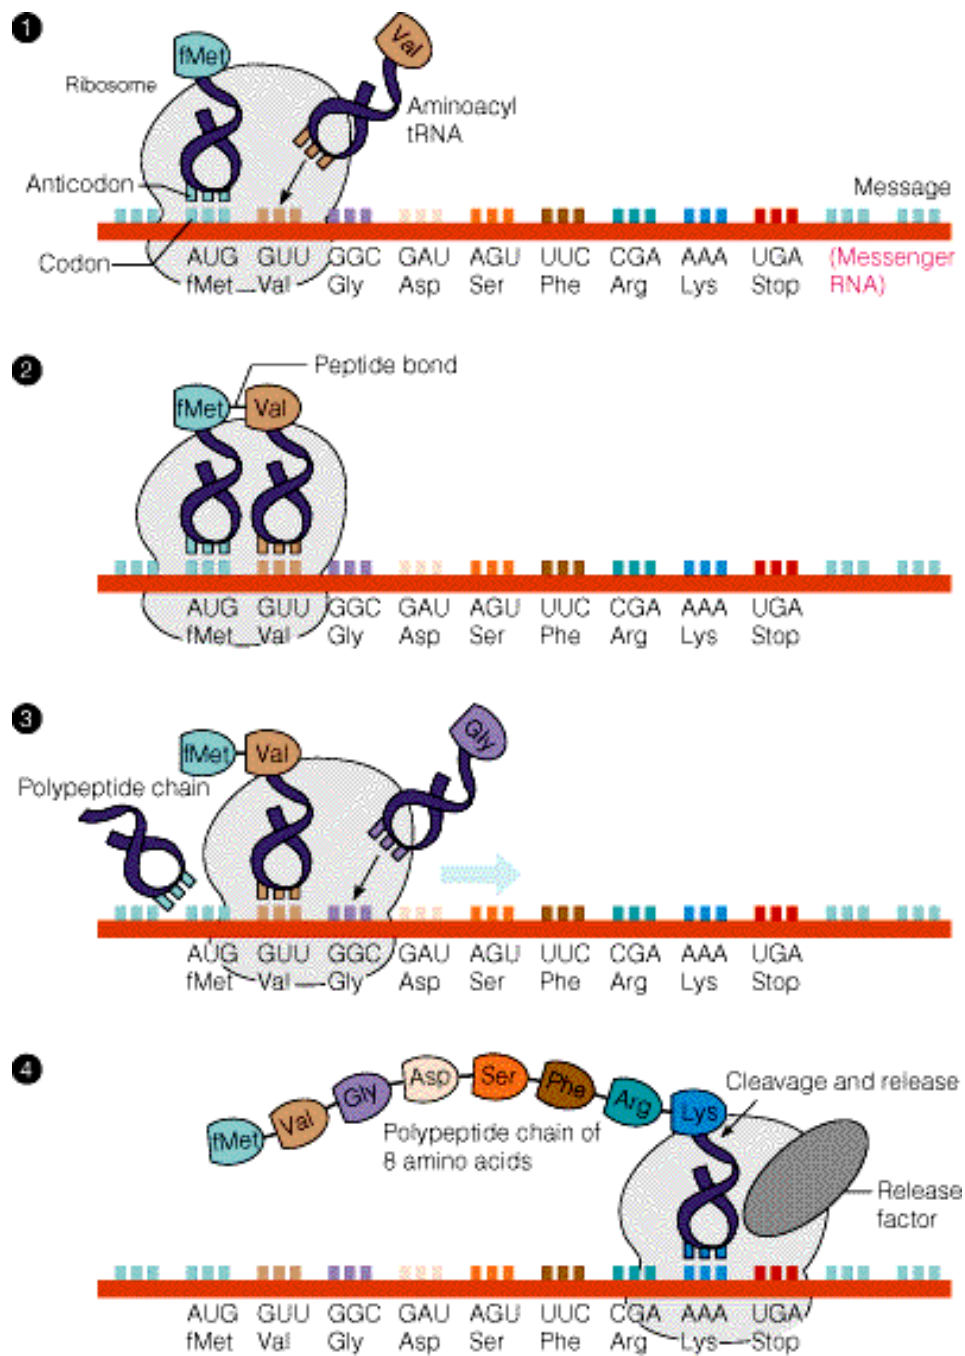 1
fMet
Val
Ribosome
Aminoacyl
tRNA
Anticodon
Message
Codon
AUG GUU GGC GAU AGU UUC CGA AAA UGA (Messenger
fMet Val Gly Asp Ser Phe Arg Lys Stop RNA)
2
Peptide bond
fMet Val
AUG GUU GGC GAU AGU UUC CGA AAA UGA
fMet Val Gly Asp Ser Phe Arg Lys Stop
3
Gly
fMet Val
Polypeptide chain
AUG GUU GGC GAU AGU UUC CGA AAA UGA
fMet Val Gly Asp Ser Phe Arg Lys Stop
4
fMet Val Gly Asp Ser Phe Arg Lys
Cleavage and release
Polypeptide chain of
8 amino acids
Release
factor
AUG GUU GGC GAU AGU UUC CGA AAA UGA
fMet Val Gly Asp Ser Phe Arg Lys Stop